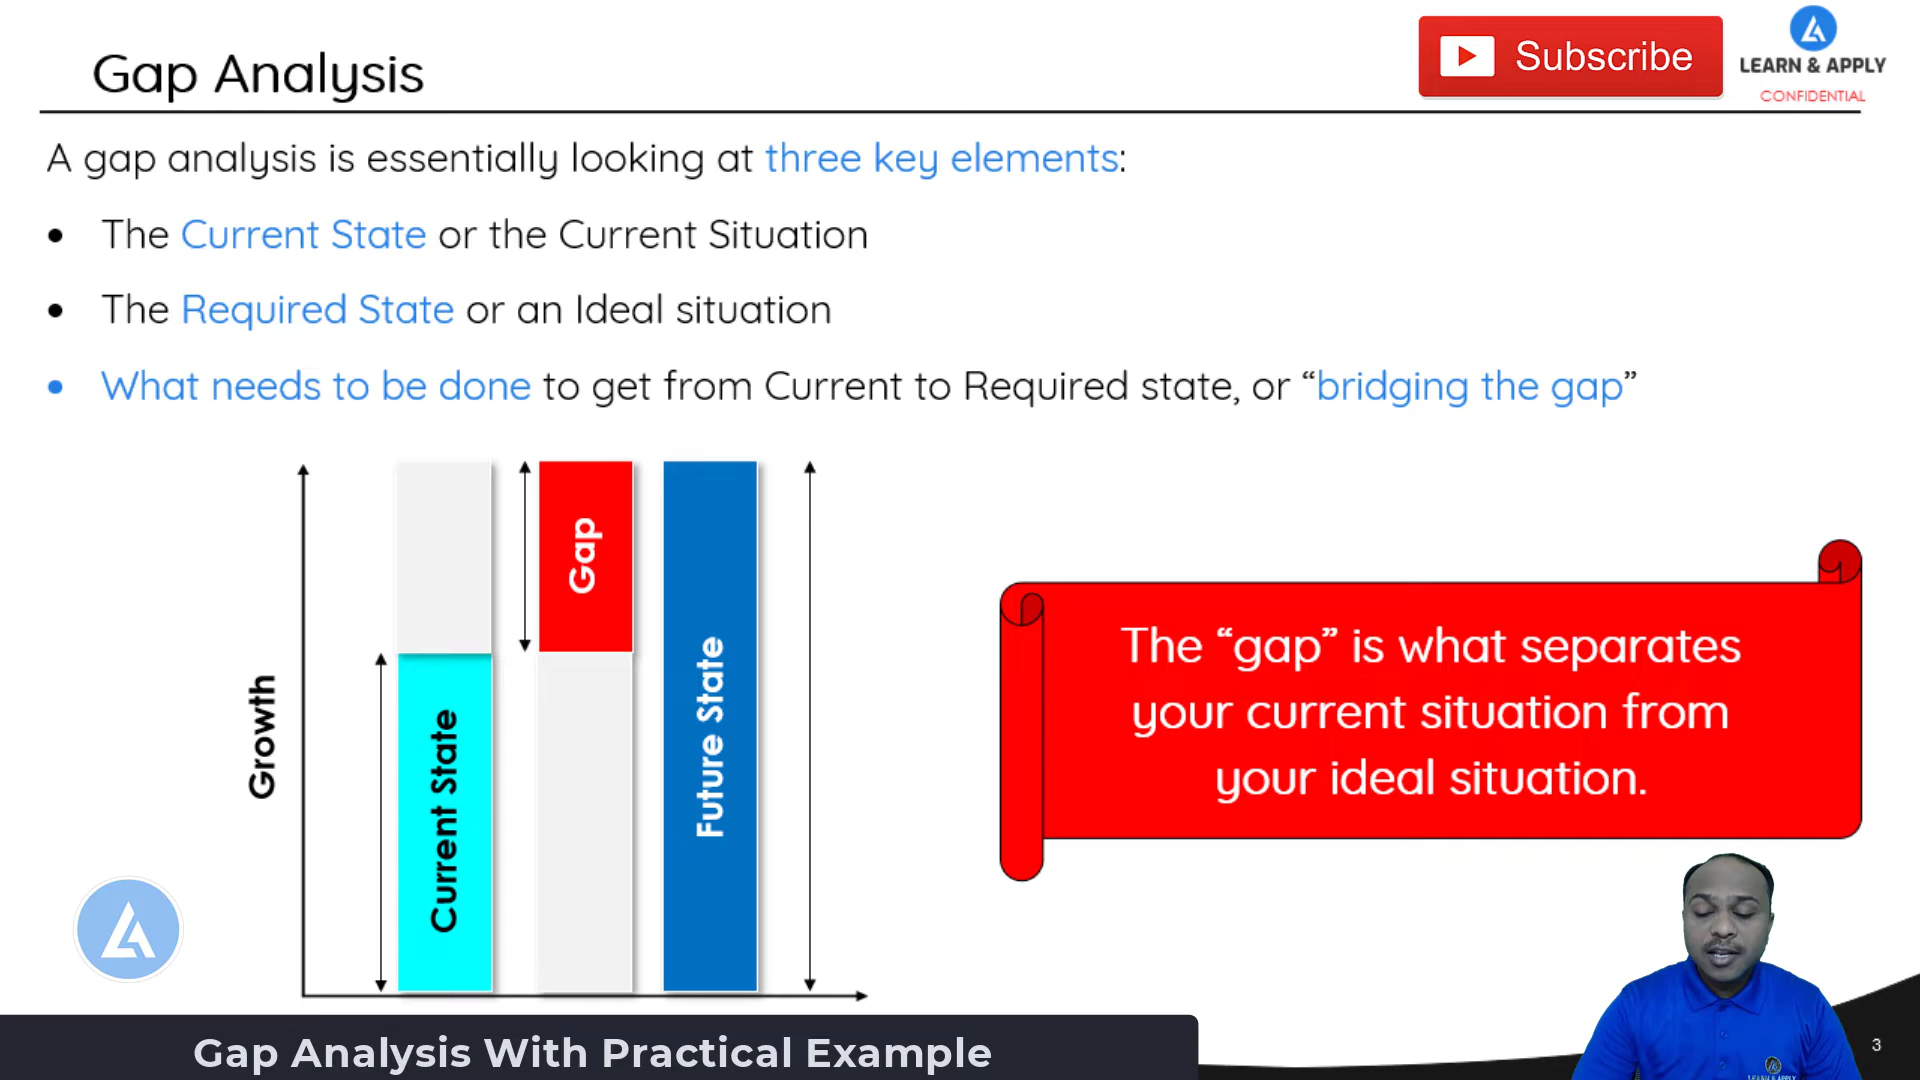 Gap Analysis
Subscribe
LEARN & APPLY
CONFIDENTIAL
A gap analysis is essentially looking at three key elements:
• The Current State or the Current Situation
• The Required State or an Ideal situation
• What needs to be done to get from Current to Required state, or “bridging the gap”
Growth
Current State
Gap
Future State
The “gap” is what separates
your current situation from
your ideal situation.
Gap Analysis With Practical Example
LEARN & APPLY
3